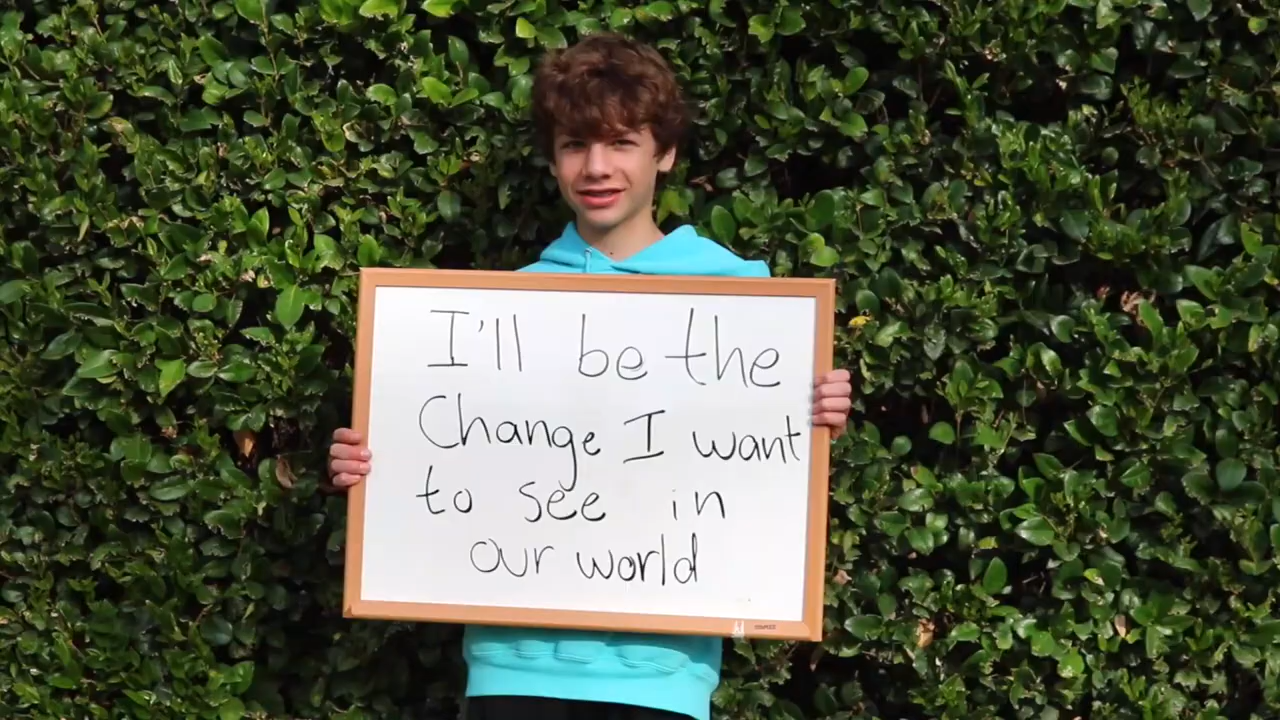 I'll be the
Change I want
to see in
our world